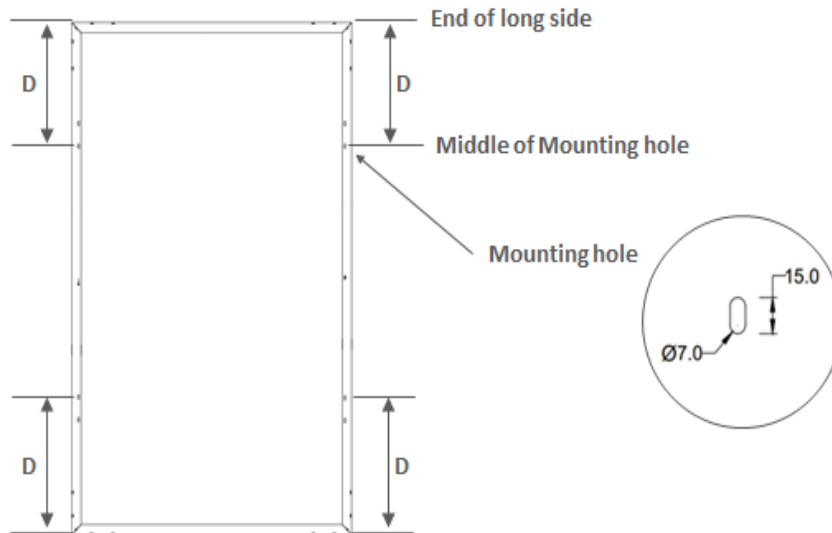 End of long side
D
D
Middle of Mounting hole
Mounting hole
15.0
Ø7.0
D
D